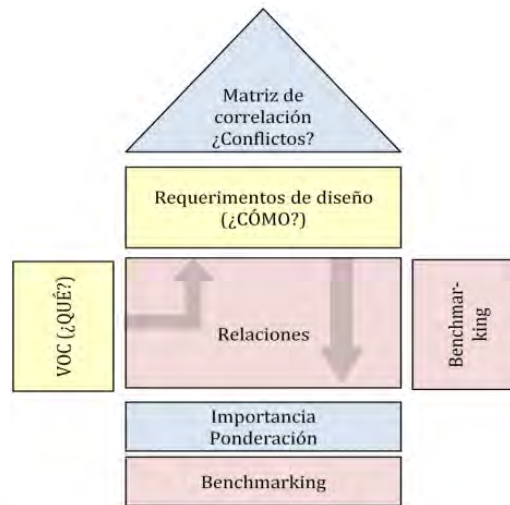 Matriz de
correlación
¿Conflictos?
Requerimentos de diseño
(¿CÓMO?)
VOC (¿QUÉ?)
Relaciones
Benchmar-
king
Importancia
Ponderación
Benchmarking